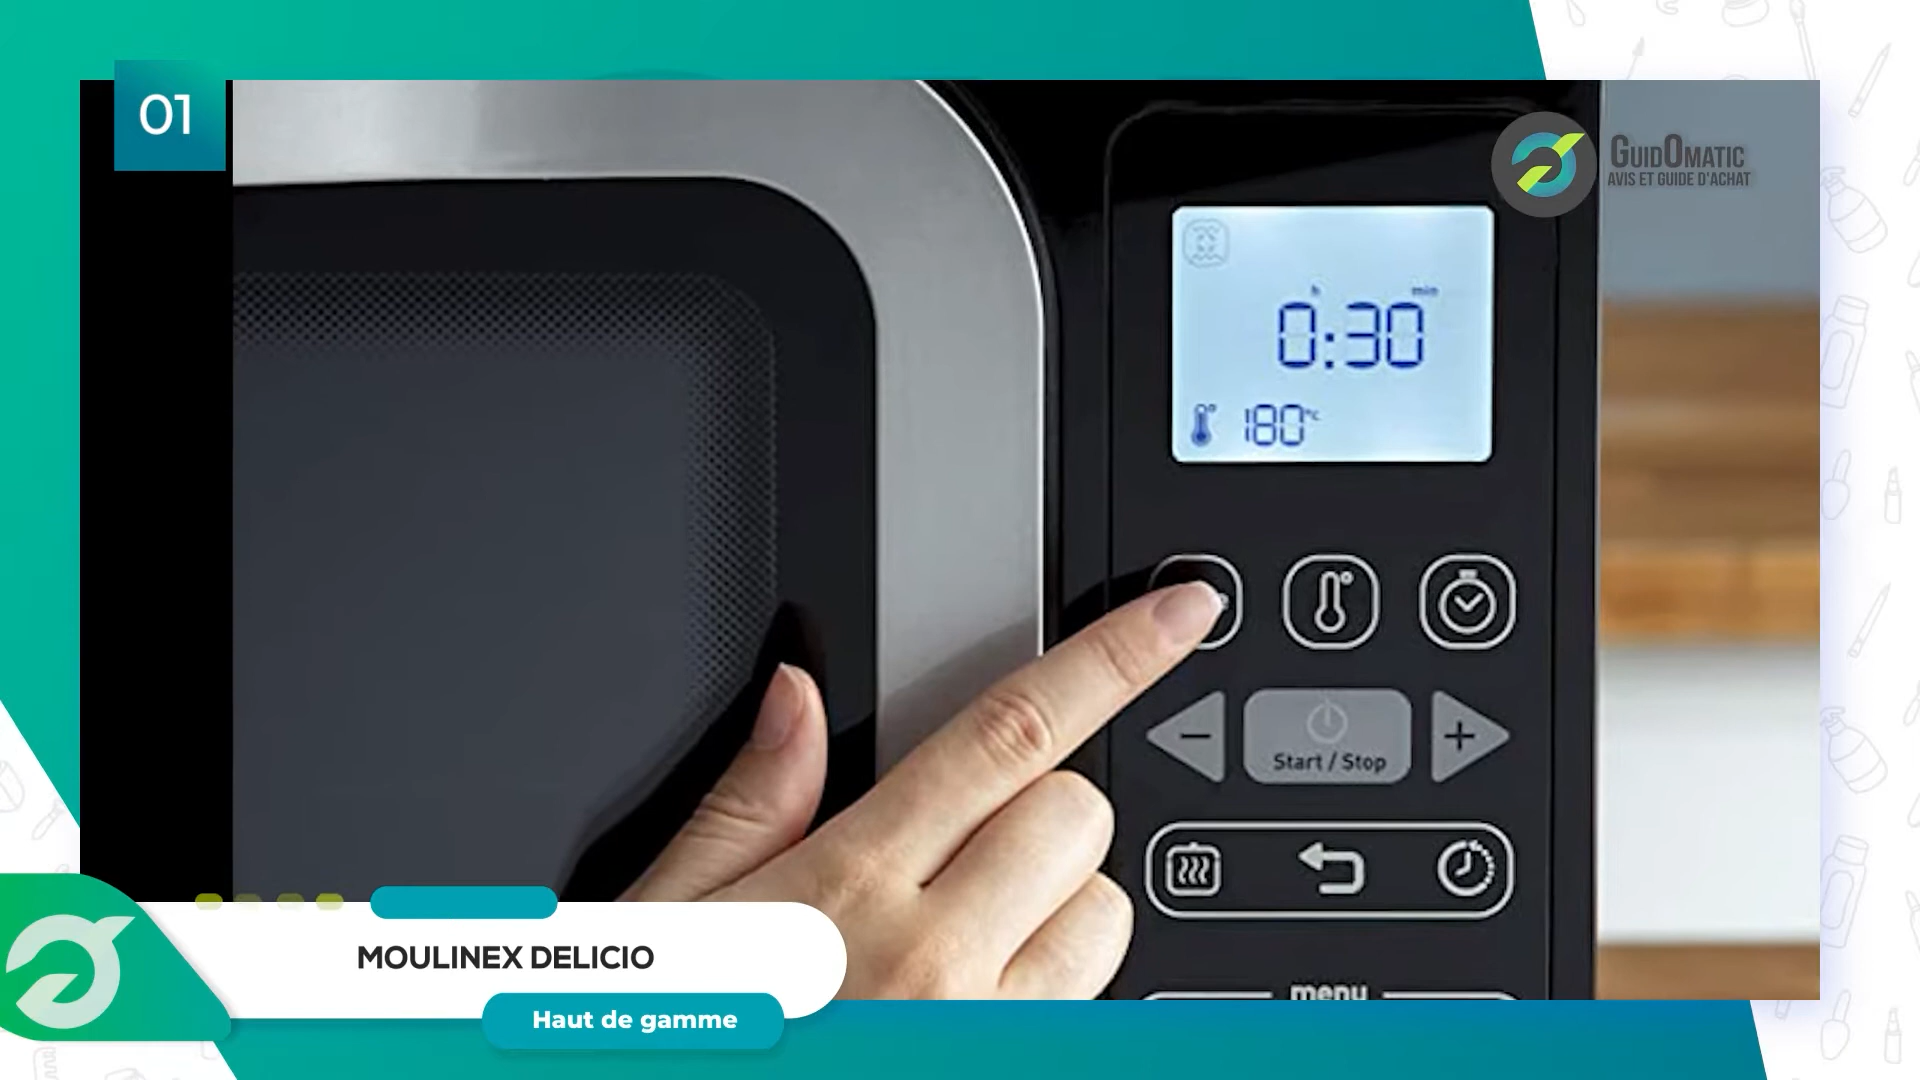 01
GUIDOMATIC
AVIS ET GUIDE D'ACHAT
h min
0:30
180°C
Start / Stop
menu
MOULINEX DELICIO
Haut de gamme